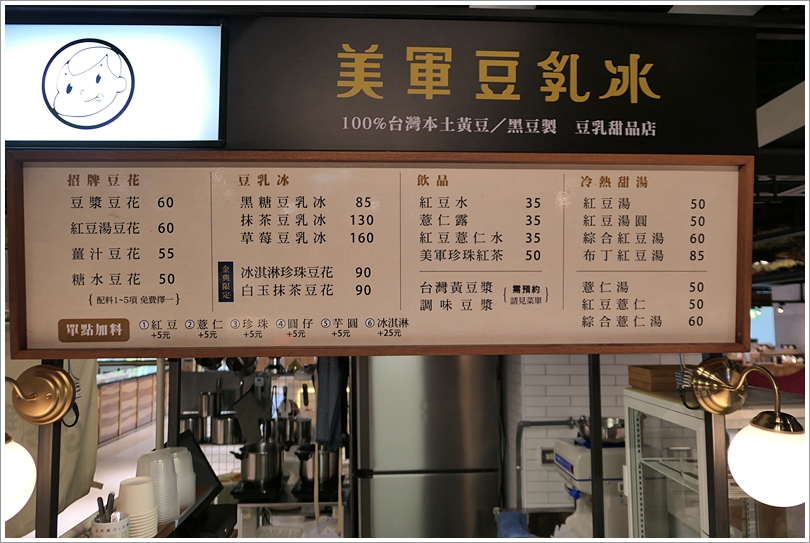 美軍豆乳冰
100%台灣本土黃豆／黑豆製 豆乳甜品店
招牌豆花
豆漿豆花 60
紅豆湯豆花 60
薑汁豆花 55
糖水豆花 50
{配料1~5項 免費擇一}
豆乳冰
黑糖豆乳冰 85
抹茶豆乳冰 130
草莓豆乳冰 160
金典限定
冰淇淋珍珠豆花 90
白玉抹茶豆花 90
飲品
紅豆水 35
薏仁露 35
紅豆薏仁水 35
美軍珍珠紅茶 50
台灣黃豆漿
調味豆漿
{需預約 請見菜單}
冷熱甜湯
紅豆湯 50
紅豆湯圓 50
綜合紅豆湯 60
布丁紅豆湯 85
薏仁湯 50
紅豆薏仁 50
綜合薏仁湯 60
單點加料 ①紅豆 ②薏仁 ③珍珠 ④圓仔 ⑤芋圓 ⑥冰淇淋
+5元 +5元 +5元 +5元 +5元 +25元